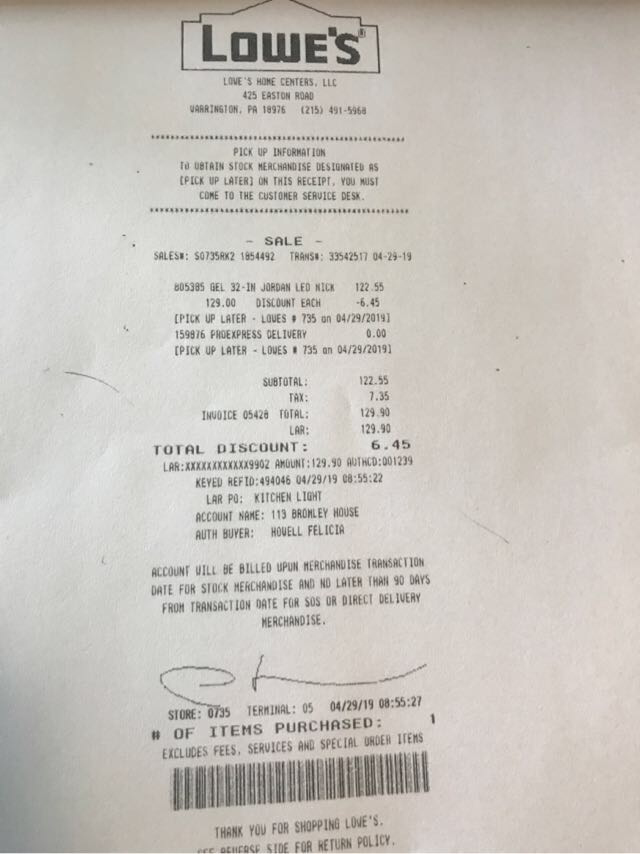 LOWE'S
LOWE'S HOME CENTERS, LLC
425 EASTON ROAD
WARRINGTON, PA 18976 (215) 491-5968
PICK UP INFORMATION
TO OBTAIN STOCK MERCHANDISE DESIGNATED AS
[PICK UP LATER] ON THIS RECEIPT, YOU MUST
COME TO THE CUSTOMER SERVICE DESK.
- SALE -
SALES#: S0735RK2 1854492 TRANS#: 33542517 04-29-19
805385 GEL 32-IN JORDAN LED NICK 122.55
129.00 DISCOUNT EACH -6.45
[PICK UP LATER - LOWES # 735 on 04/29/2019]
159876 PROEXPRESS DELIVERY 0.00
[PICK UP LATER - LOWES # 735 on 04/29/2019]
SUBTOTAL: 122.55
TAX: 7.35
INVOICE 05428 TOTAL: 129.90
LAR: 129.90
TOTAL DISCOUNT: 6.45
LAR:XXXXXXXXXXXX9902 AMOUNT:129.90 AUTHCD:001239
KEYED REFID:494046 04/29/19 08:55:22
LAR PO: KITCHEN LIGHT
ACCOUNT NAME: 113 BROMLEY HOUSE
AUTH BUYER: HOWELL FELICIA
ACCOUNT WILL BE BILLED UPON MERCHANDISE TRANSACTION
DATE FOR STOCK MERCHANDISE AND NO LATER THAN 90 DAYS
FROM TRANSACTION DATE FOR SOS OR DIRECT DELIVERY
MERCHANDISE.
STORE: 0735 TERMINAL: 05 04/29/19 08:55:27
# OF ITEMS PURCHASED: 1
EXCLUDES FEES, SERVICES AND SPECIAL ORDER ITEMS
THANK YOU FOR SHOPPING LOWE'S.
SEE REVERSE SIDE FOR RETURN POLICY.